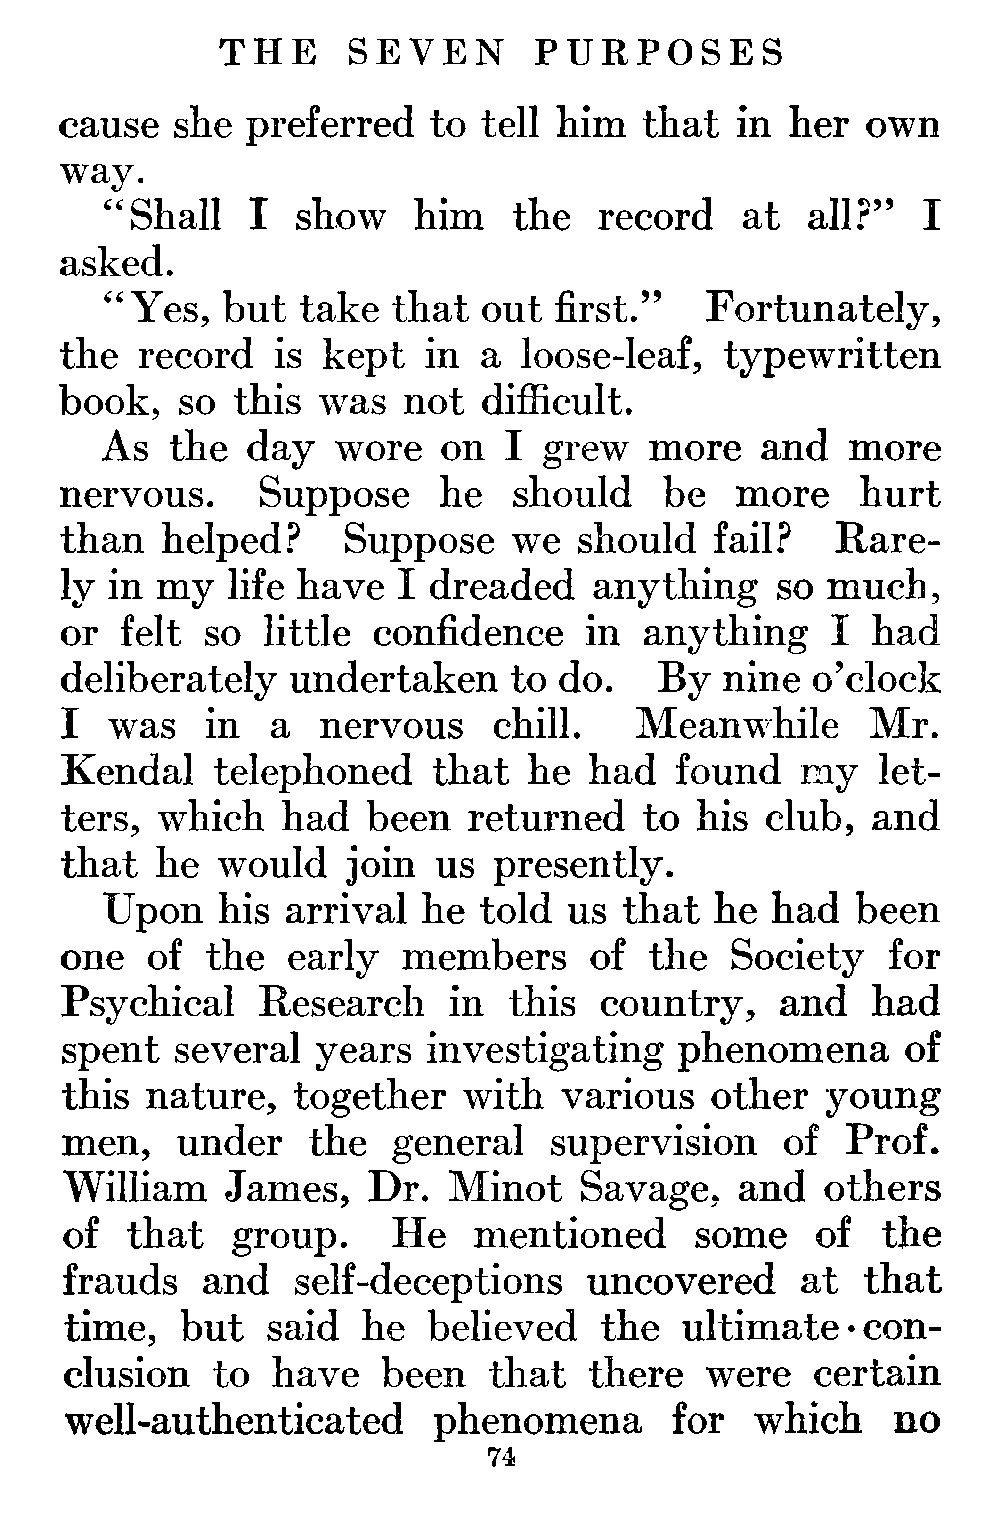 THE SEVEN PURPOSES
cause she preferred to tell him that in her own
way.
“Shall I show him the record at all?” I
asked.
“Yes, but take that out first.” Fortunately,
the record is kept in a loose-leaf, typewritten
book, so this was not difficult.
As the day wore on I grew more and more
nervous. Suppose he should be more hurt
than helped? Suppose we should fail? Rare-
ly in my life have I dreaded anything so much,
or felt so little confidence in anything I had
deliberately undertaken to do. By nine o’clock
I was in a nervous chill. Meanwhile Mr.
Kendal telephoned that he had found my let-
ters, which had been returned to his club, and
that he would join us presently.
Upon his arrival he told us that he had been
one of the early members of the Society for
Psychical Research in this country, and had
spent several years investigating phenomena of
this nature, together with various other young
men, under the general supervision of Prof.
William James, Dr. Minot Savage, and others
of that group. He mentioned some of the
frauds and self-deceptions uncovered at that
time, but said he believed the ultimate con-
clusion to have been that there were certain
well-authenticated phenomena for which no
74